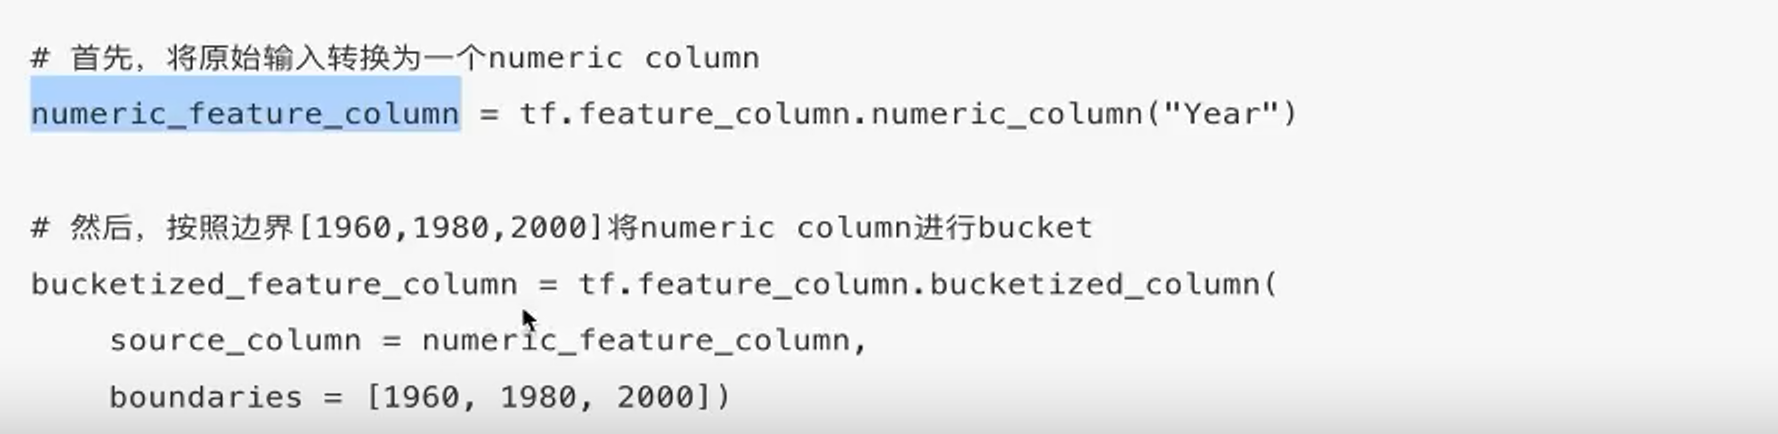 # 首先，将原始输入转换为一个numeric column
numeric_feature_column = tf.feature_column.numeric_column("Year")
# 然后，按照边界[1960,1980,2000]将numeric column进行bucket
bucketized_feature_column = tf.feature_column.bucketized_column(
source_column = numeric_feature_column,
boundaries = [1960, 1980, 2000])